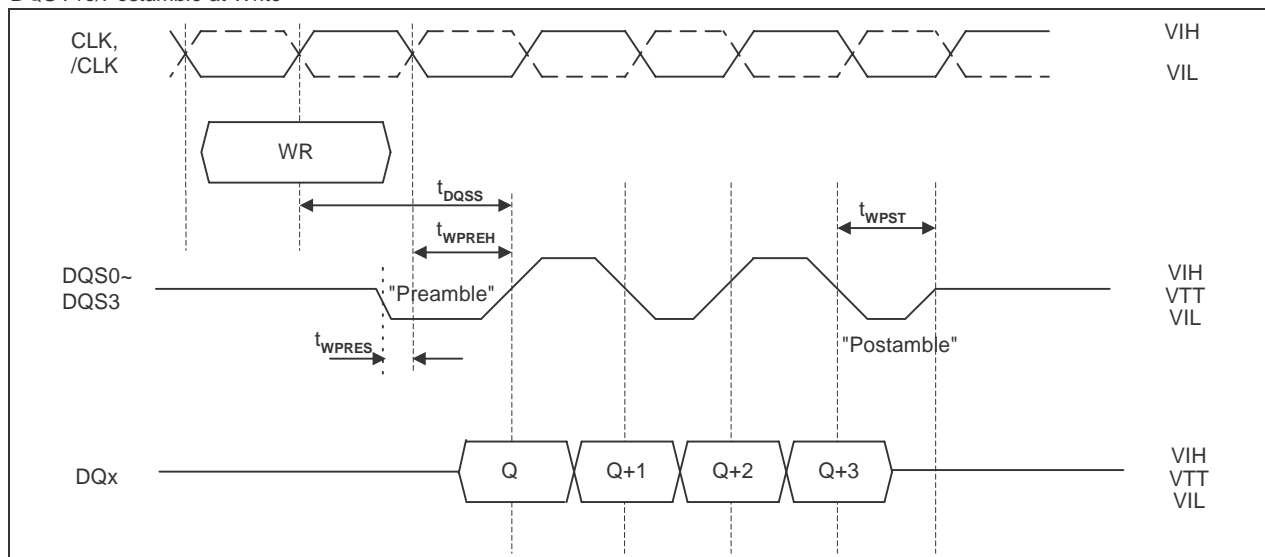 CLK,
/CLK
VIH
VIL
WR
tDQSS
tWPREH
tWPST
DQS0~
DQS3
"Preamble"
VIH
VTT
VIL
tWPRES
"Postamble"
DQx
Q
Q+1
Q+2
Q+3
VIH
VTT
VIL